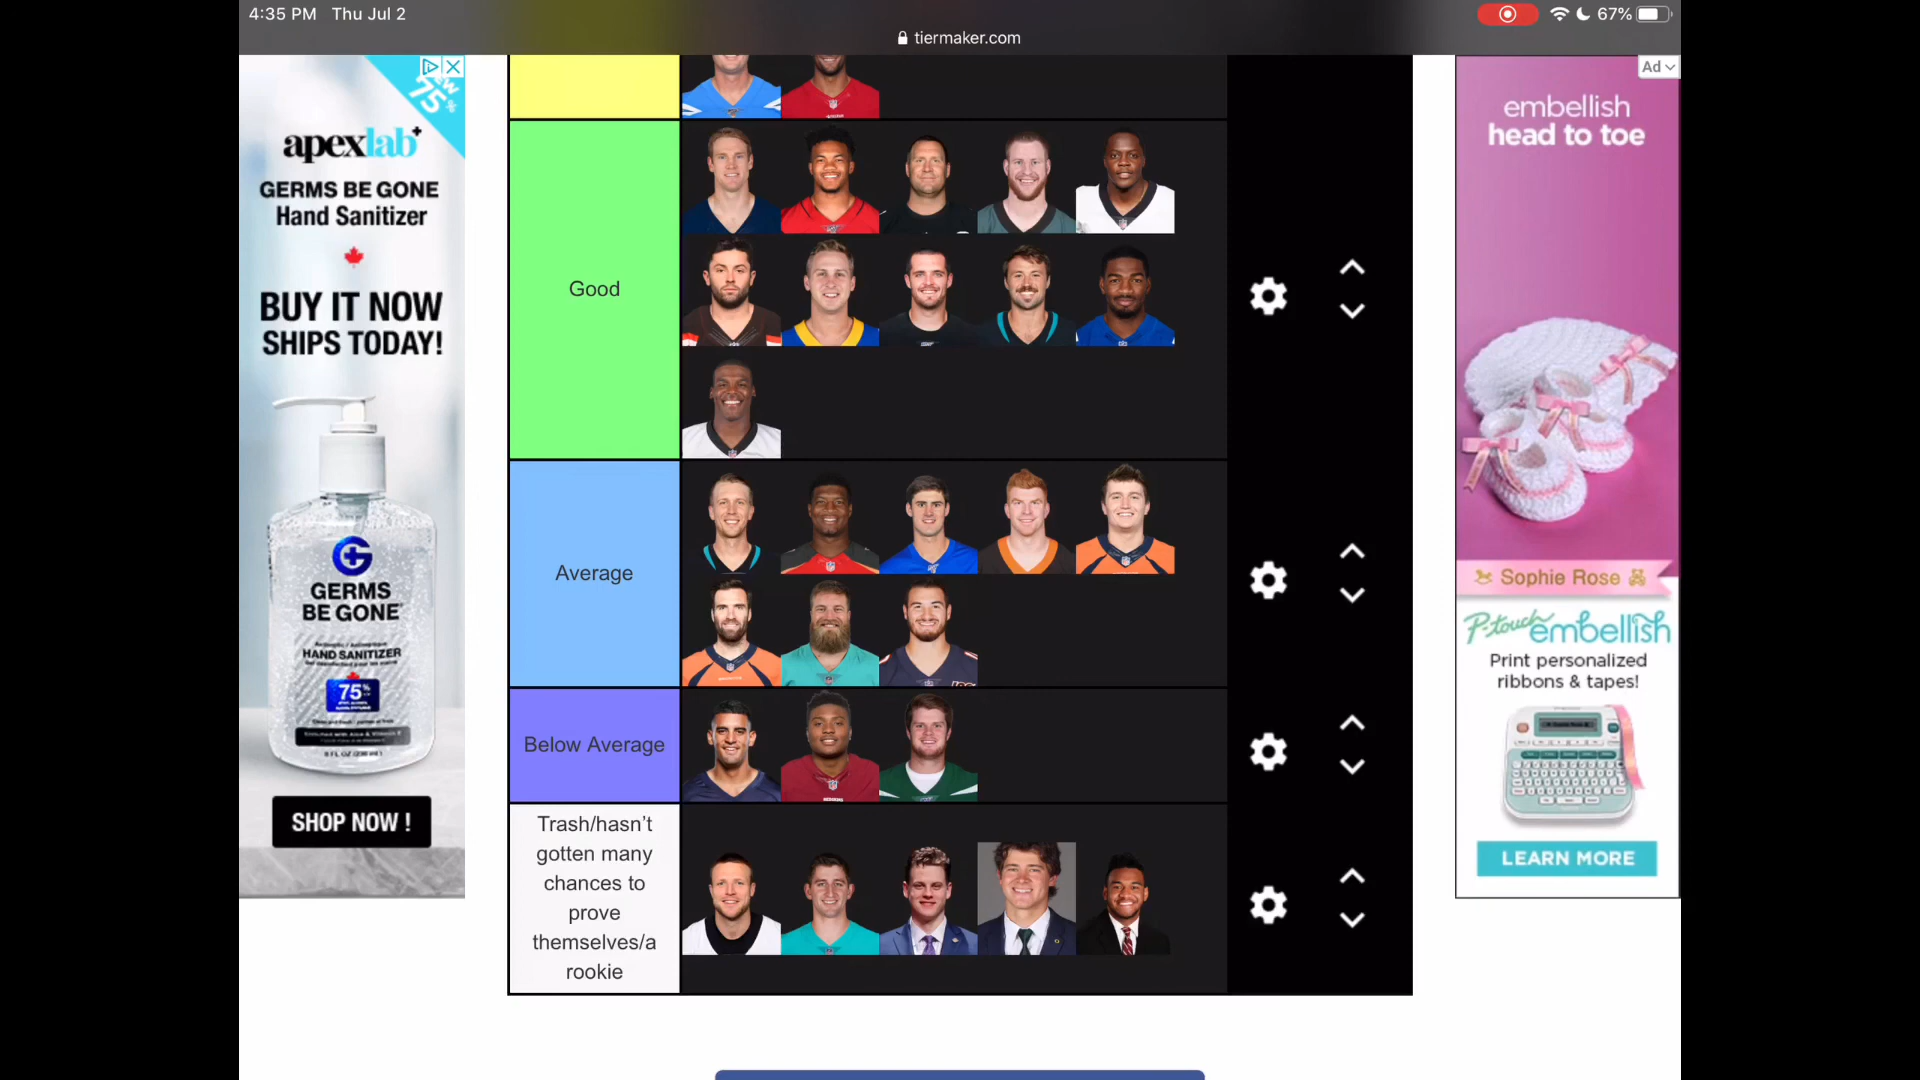 4:35 PM Thu Jul 2
67%
tiermaker.com
NEW
75%
apexlab+
GERMS BE GONE
Hand Sanitizer
BUY IT NOW
SHIPS TODAY!
GERMS
BE GONE
HAND SANITIZER
75%
SHOP NOW !
Good
Average
Below Average
Trash/hasn't
gotten many
chances to
prove
themselves/a
rookie
Ad
embellish
head to toe
Sophie Rose
P-touch embellish
Print personalized
ribbons & tapes!
LEARN MORE